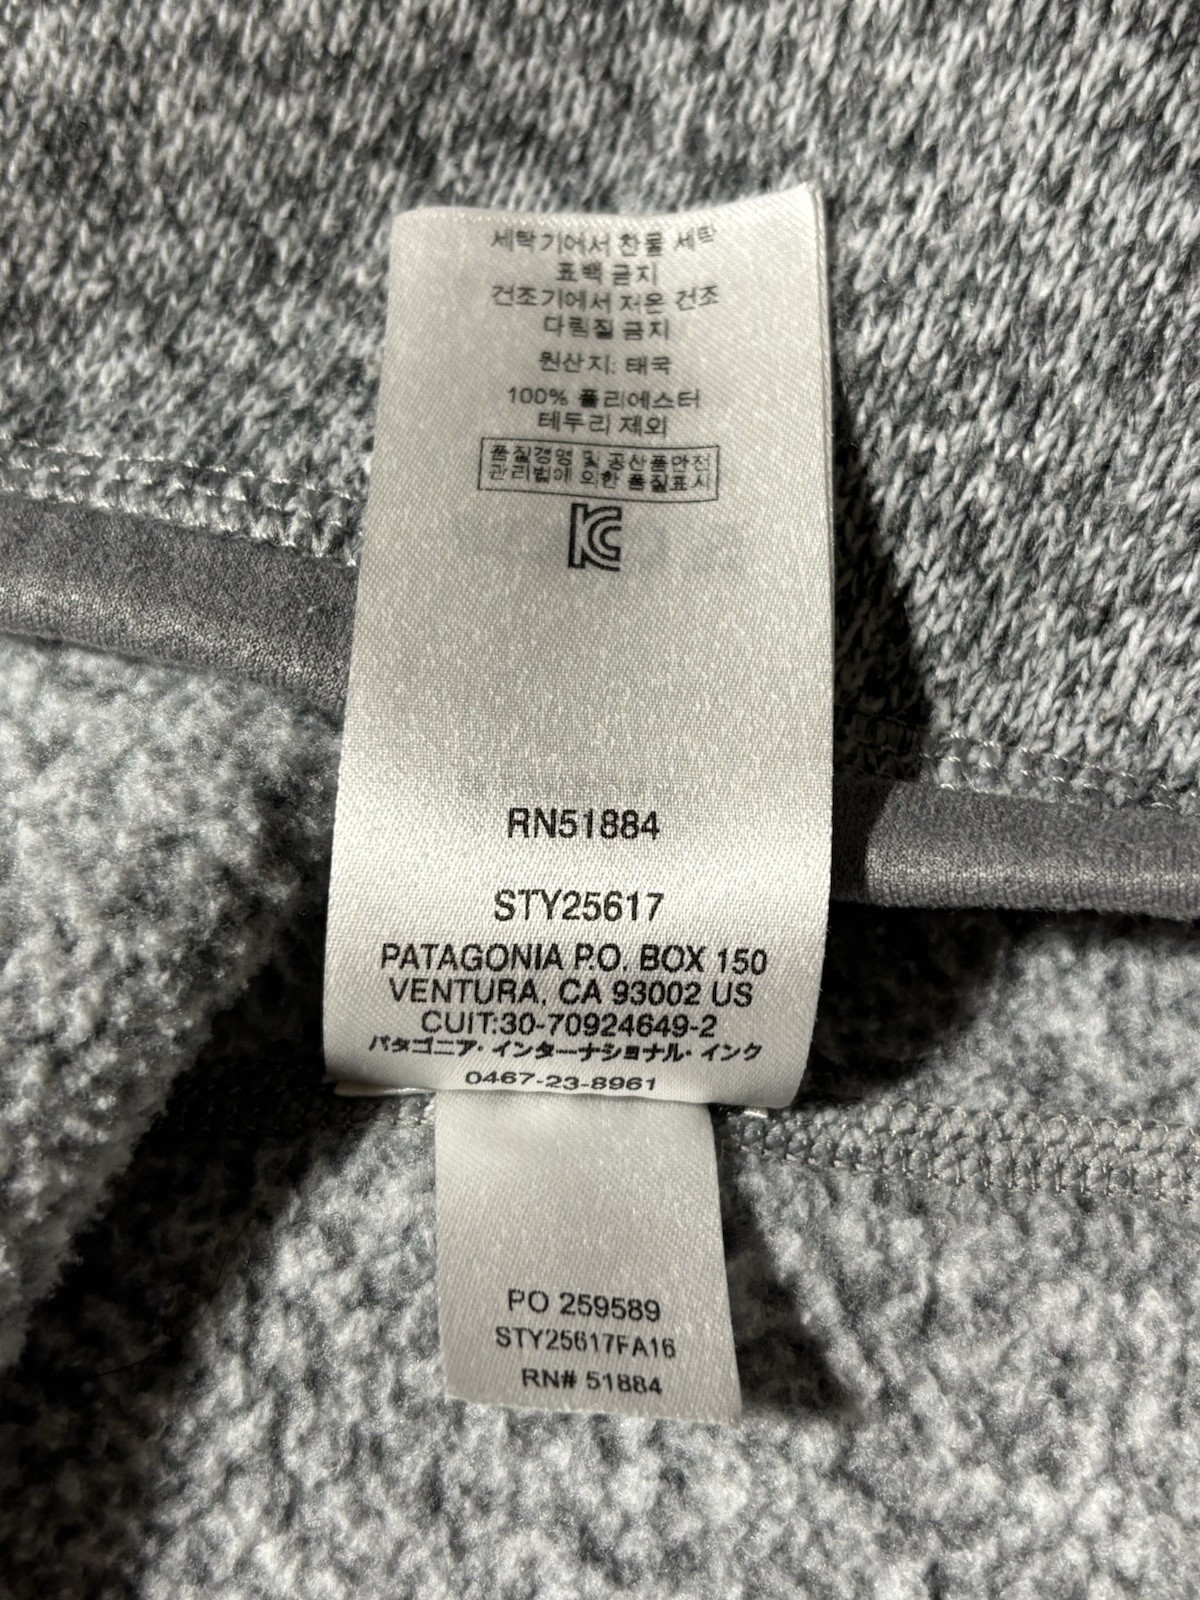 세탁기에서 찬물 세탁
표백 금지
건조기에서 저온 건조
다림질 금지
원산지: 태국
100% 폴리에스터
테두리 제외
품질경영 및 공산품안전
관리법에 의한 품질표시
KC
RN51884
STY25617
PATAGONIA P.O. BOX 150
VENTURA, CA 93002 US
CUIT:30-70924649-2
パタゴニア・インターナショナル・インク
0467-23-8961
PO 259589
STY25617FA16
RN# 51884